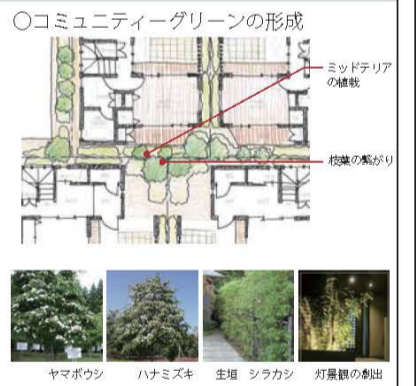 ○コミュニティーグリーンの形成
ミッドテリア
の植栽
枝葉の繋がり
ヤマボウシ
ハナミズキ
生垣 シラカシ
灯景観の創出